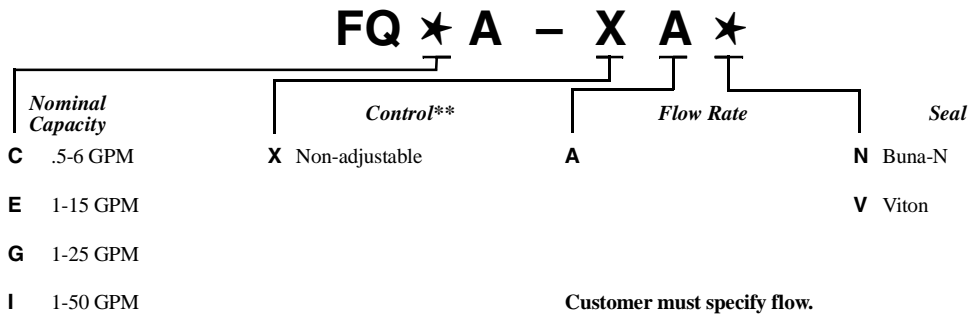 FQ ✶ A – X A ✶
Nominal Capacity Control** Flow Rate Seal
C .5-6 GPM X Non-adjustable A N Buna-N
E 1-15 GPM V Viton
G 1-25 GPM
I 1-50 GPM Customer must specify flow.